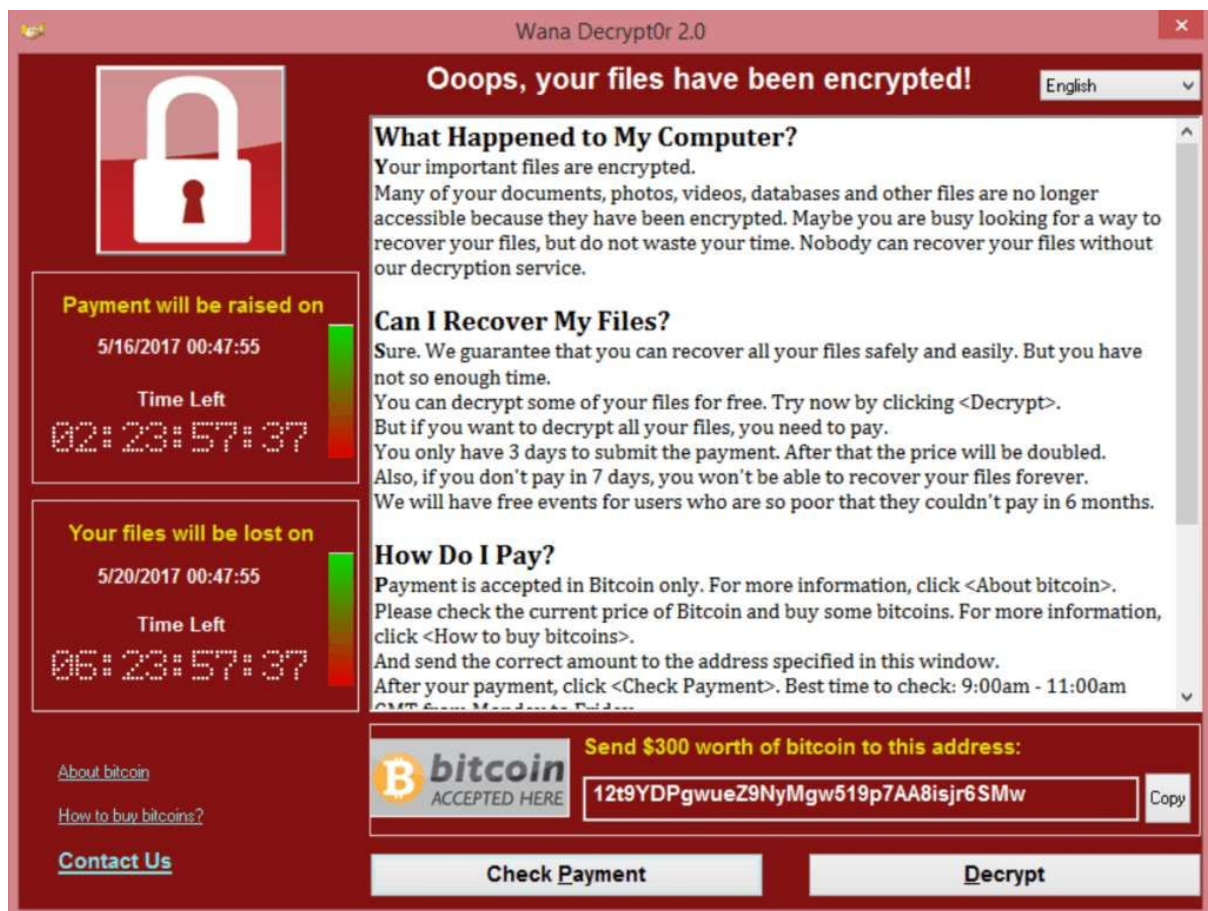 Wana Decrypt0r 2.0
Ooops, your files have been encrypted!
English
Payment will be raised on
5/16/2017 00:47:55
Time Left
02:23:57:37
Your files will be lost on
5/20/2017 00:47:55
Time Left
06:23:57:37
About bitcoin
How to buy bitcoins?
Contact Us
What Happened to My Computer?
Your important files are encrypted.
Many of your documents, photos, videos, databases and other files are no longer
accessible because they have been encrypted. Maybe you are busy looking for a way to
recover your files, but do not waste your time. Nobody can recover your files without
our decryption service.
Can I Recover My Files?
Sure. We guarantee that you can recover all your files safely and easily. But you have
not so enough time.
You can decrypt some of your files for free. Try now by clicking <Decrypt>.
But if you want to decrypt all your files, you need to pay.
You only have 3 days to submit the payment. After that the price will be doubled.
Also, if you don't pay in 7 days, you won't be able to recover your files forever.
We will have free events for users who are so poor that they couldn't pay in 6 months.
How Do I Pay?
Payment is accepted in Bitcoin only. For more information, click <About bitcoin>.
Please check the current price of Bitcoin and buy some bitcoins. For more information,
click <How to buy bitcoins>.
And send the correct amount to the address specified in this window.
After your payment, click <Check Payment>. Best time to check: 9:00am - 11:00am
GMT from Monday to Friday
bitcoin
ACCEPTED HERE
Send $300 worth of bitcoin to this address:
12t9YDPgwueZ9NyMgw519p7AA8isjr6SMw
Copy
Check Payment
Decrypt